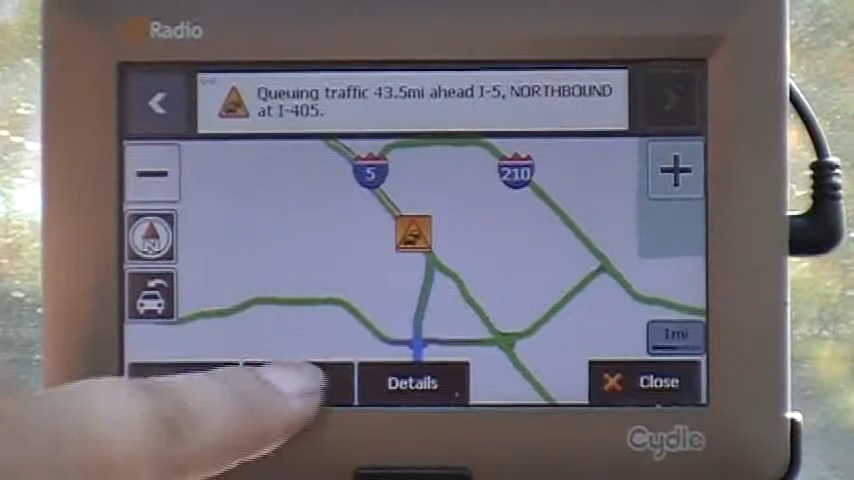 Radio
Queuing traffic 43.5mi ahead I-5, NORTHBOUND
at I-405.
5
210
N
1mi
Details
Close
Cydle